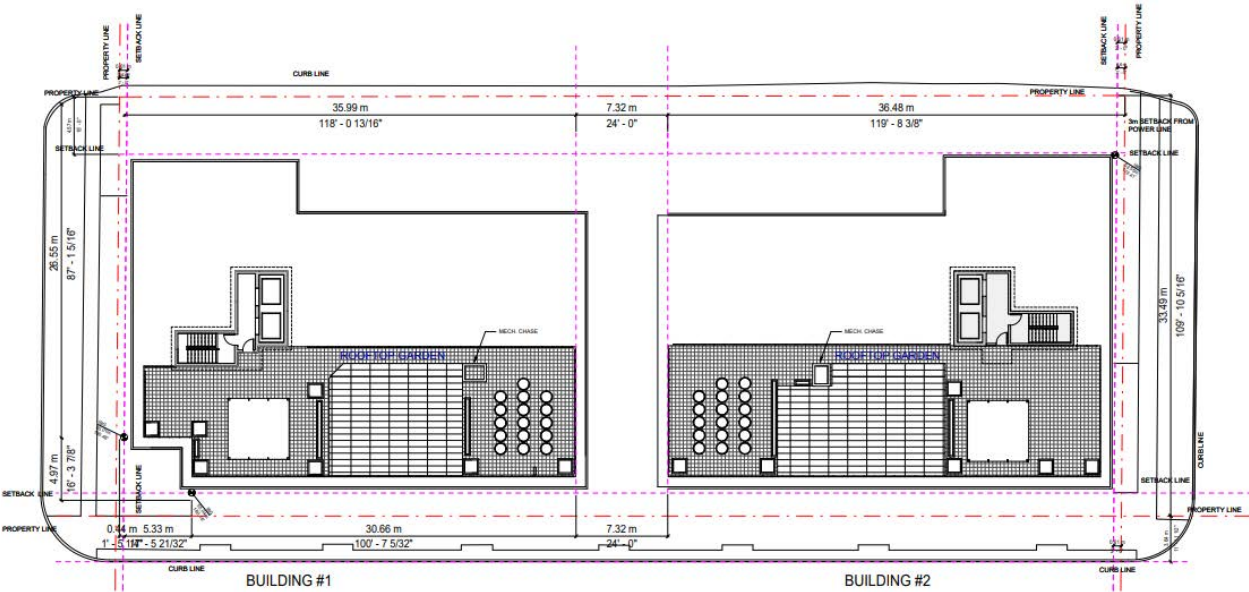 PROPERTY LINE
SETBACK LINE
SETBACK LINE
PROPERTY LINE
CURB LINE
PROPERTY LINE
PROPERTY LINE
35.99 m
7.32 m
36.48 m
118' - 0 13/16"
24' - 0"
119' - 8 3/8"
3m SETBACK FROM
POWER LINE
SETBACK LINE
SETBACK LINE
26.55 m
87' - 1 5/16"
33.49 m
109' - 10 5/16"
MECH. CHASE
MECH. CHASE
ROOFTOP GARDEN
ROOFTOP GARDEN
4.97 m
16' - 3 7/8"
SETBACK LINE
CURB LINE
SETBACK LINE
SETBACK LINE
PROPERTY LINE
PROPERTY LINE
0.44 m
5.33 m
30.66 m
7.32 m
100' - 7 5/32"
24' - 0"
CURB LINE
CURB LINE
BUILDING #1
BUILDING #2